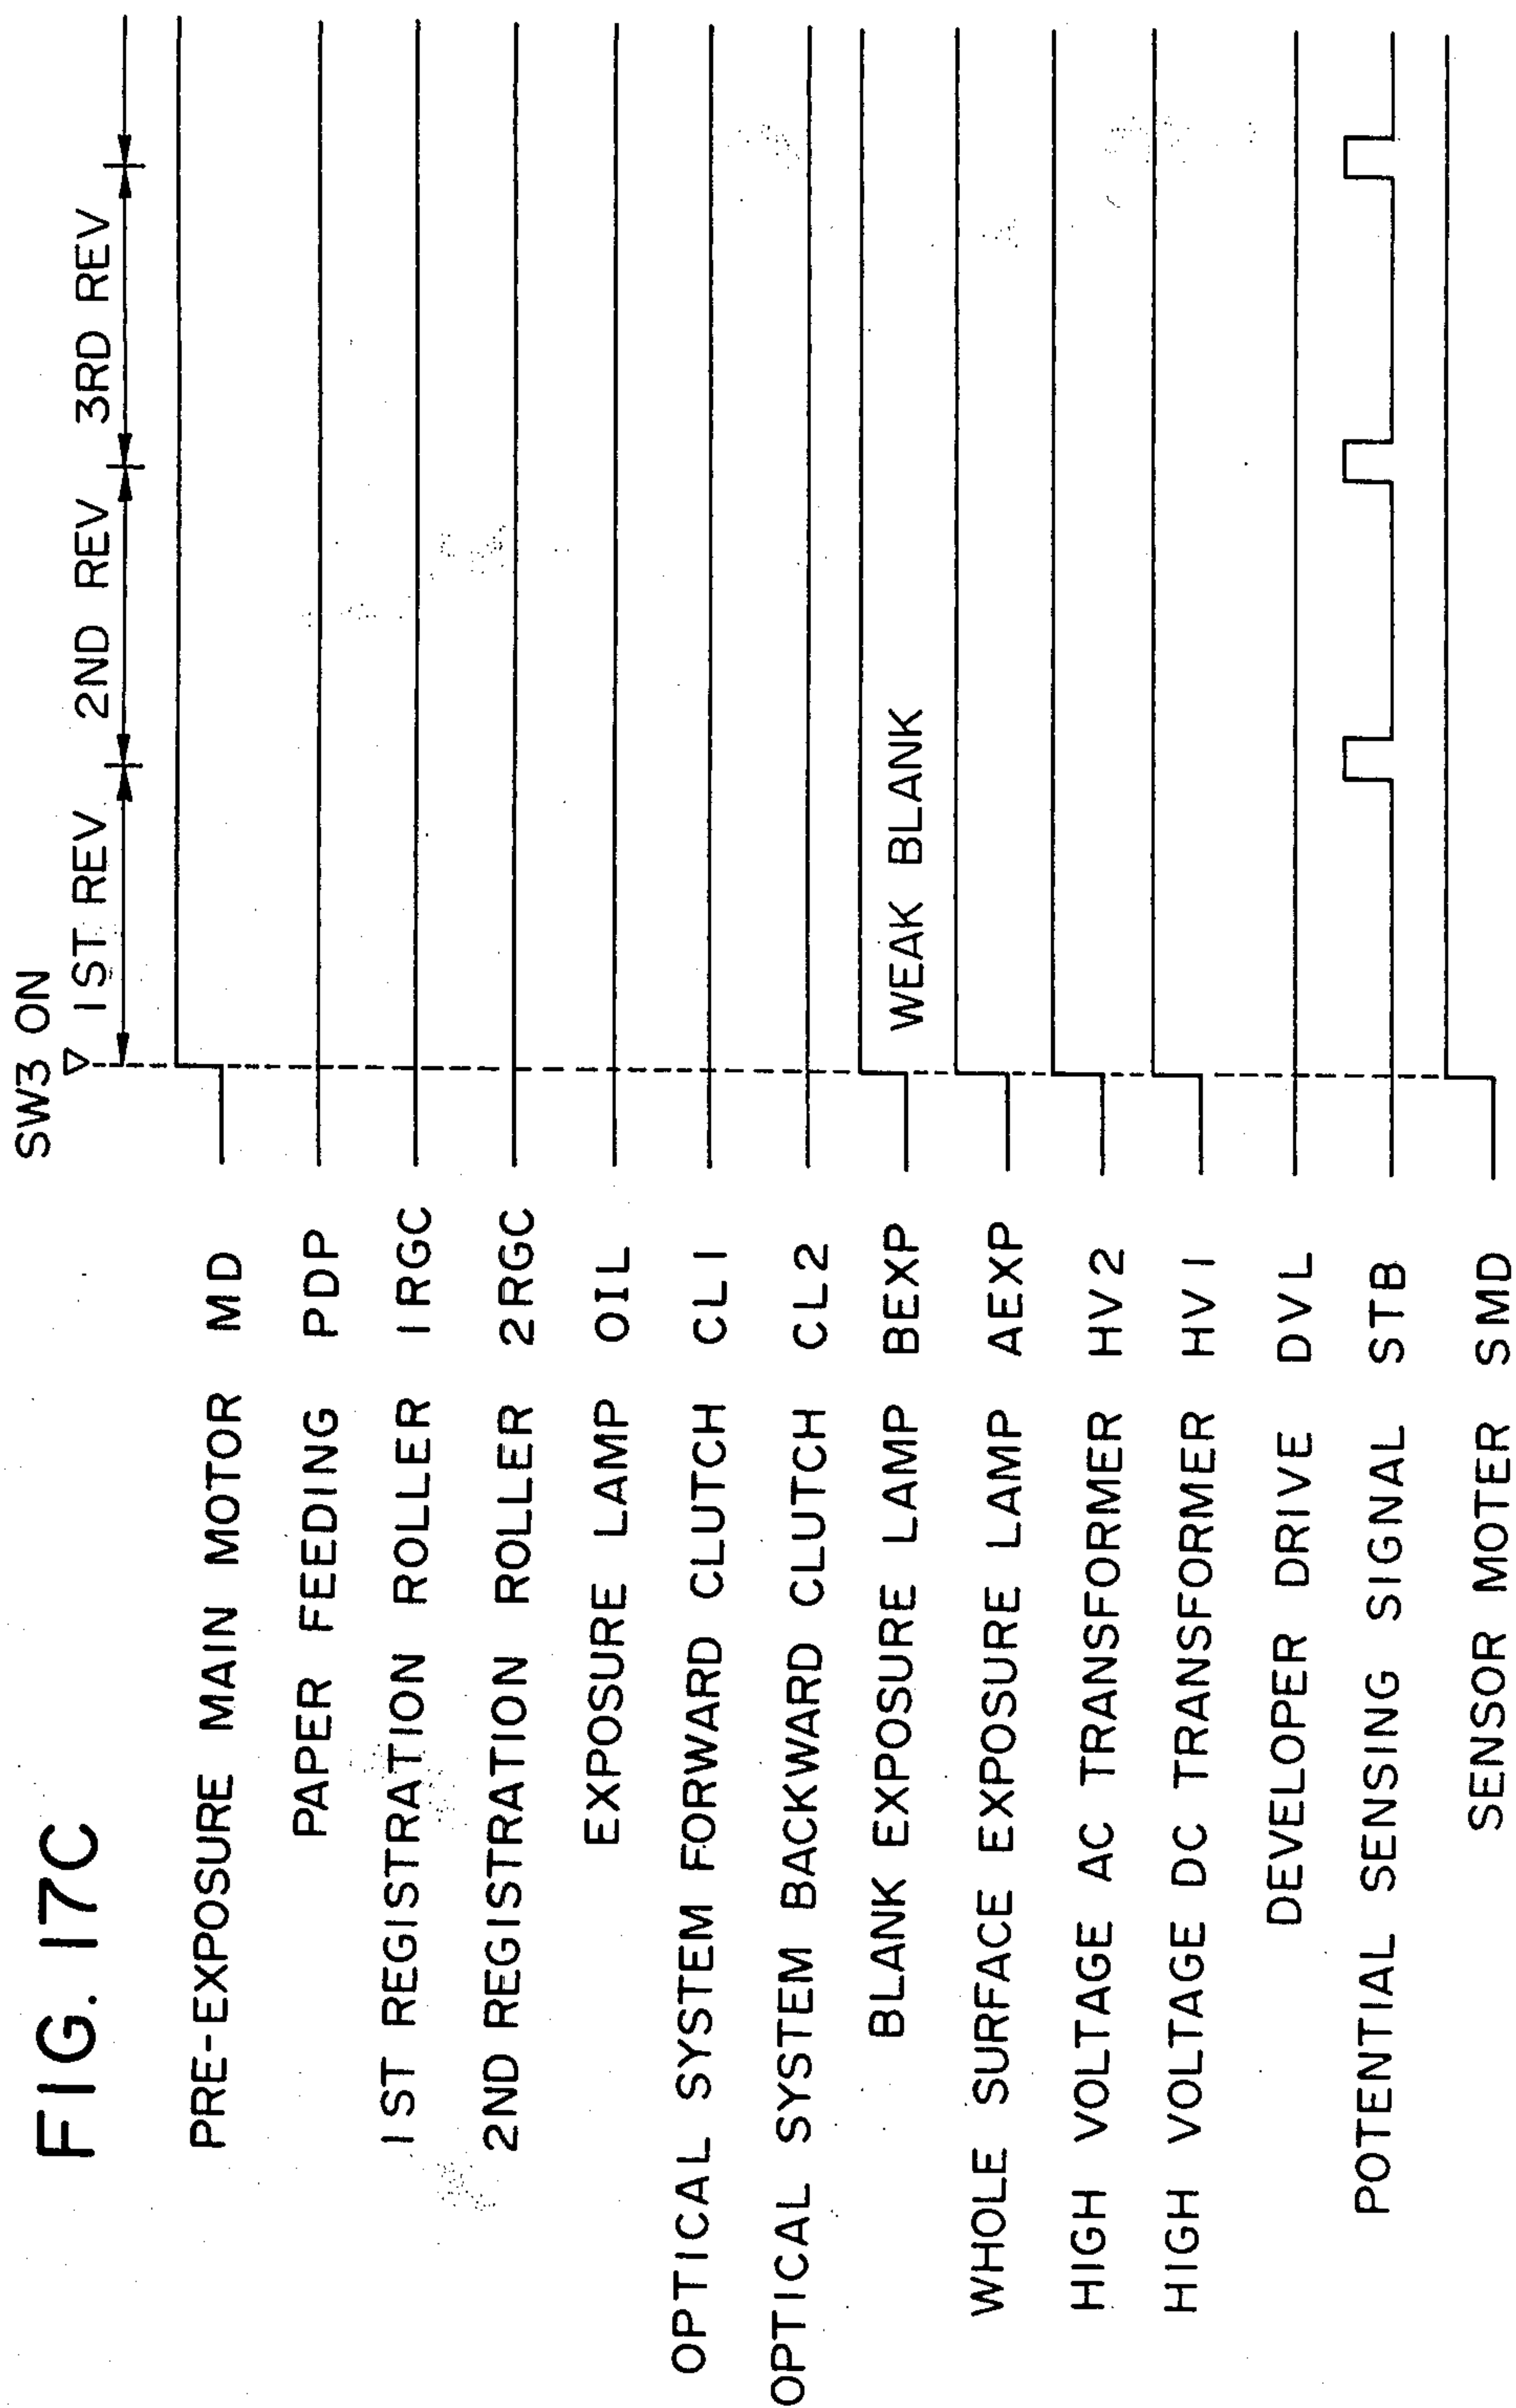 FIG. 17C
SW3 ON
1ST REV 2ND REV 3RD REV
PRE-EXPOSURE MAIN MOTOR MD
PAPER FEEDING PDP
1ST REGISTRATION ROLLER 1RGC
2ND REGISTRATION ROLLER 2RGC
EXPOSURE LAMP OIL
OPTICAL SYSTEM FORWARD CLUTCH CL1
OPTICAL SYSTEM BACKWARD CLUTCH CL2
BLANK EXPOSURE LAMP BEXP
WEAK BLANK
WHOLE SURFACE EXPOSURE LAMP AEXP
HIGH VOLTAGE AC TRANSFORMER HV2
HIGH VOLTAGE DC TRANSFORMER HV1
DEVELOPER DRIVE DVL
POTENTIAL SENSING SIGNAL STB
SENSOR MOTER SMD